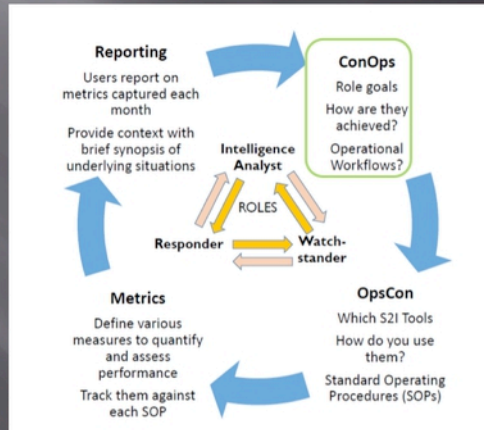 Reporting
Users report on
metrics captured each
month
Provide context with
brief synopsis of
underlying situations
ConOps
Role goals
How are they
achieved?
Operational
Workflows?
Intelligence
Analyst
ROLES
Responder
Watch-
stander
Metrics
Define various
measures to quantify
and assess
performance
Track them against
each SOP
OpsCon
Which S2I Tools
How do you use
them?
Standard Operating
Procedures (SOPs)